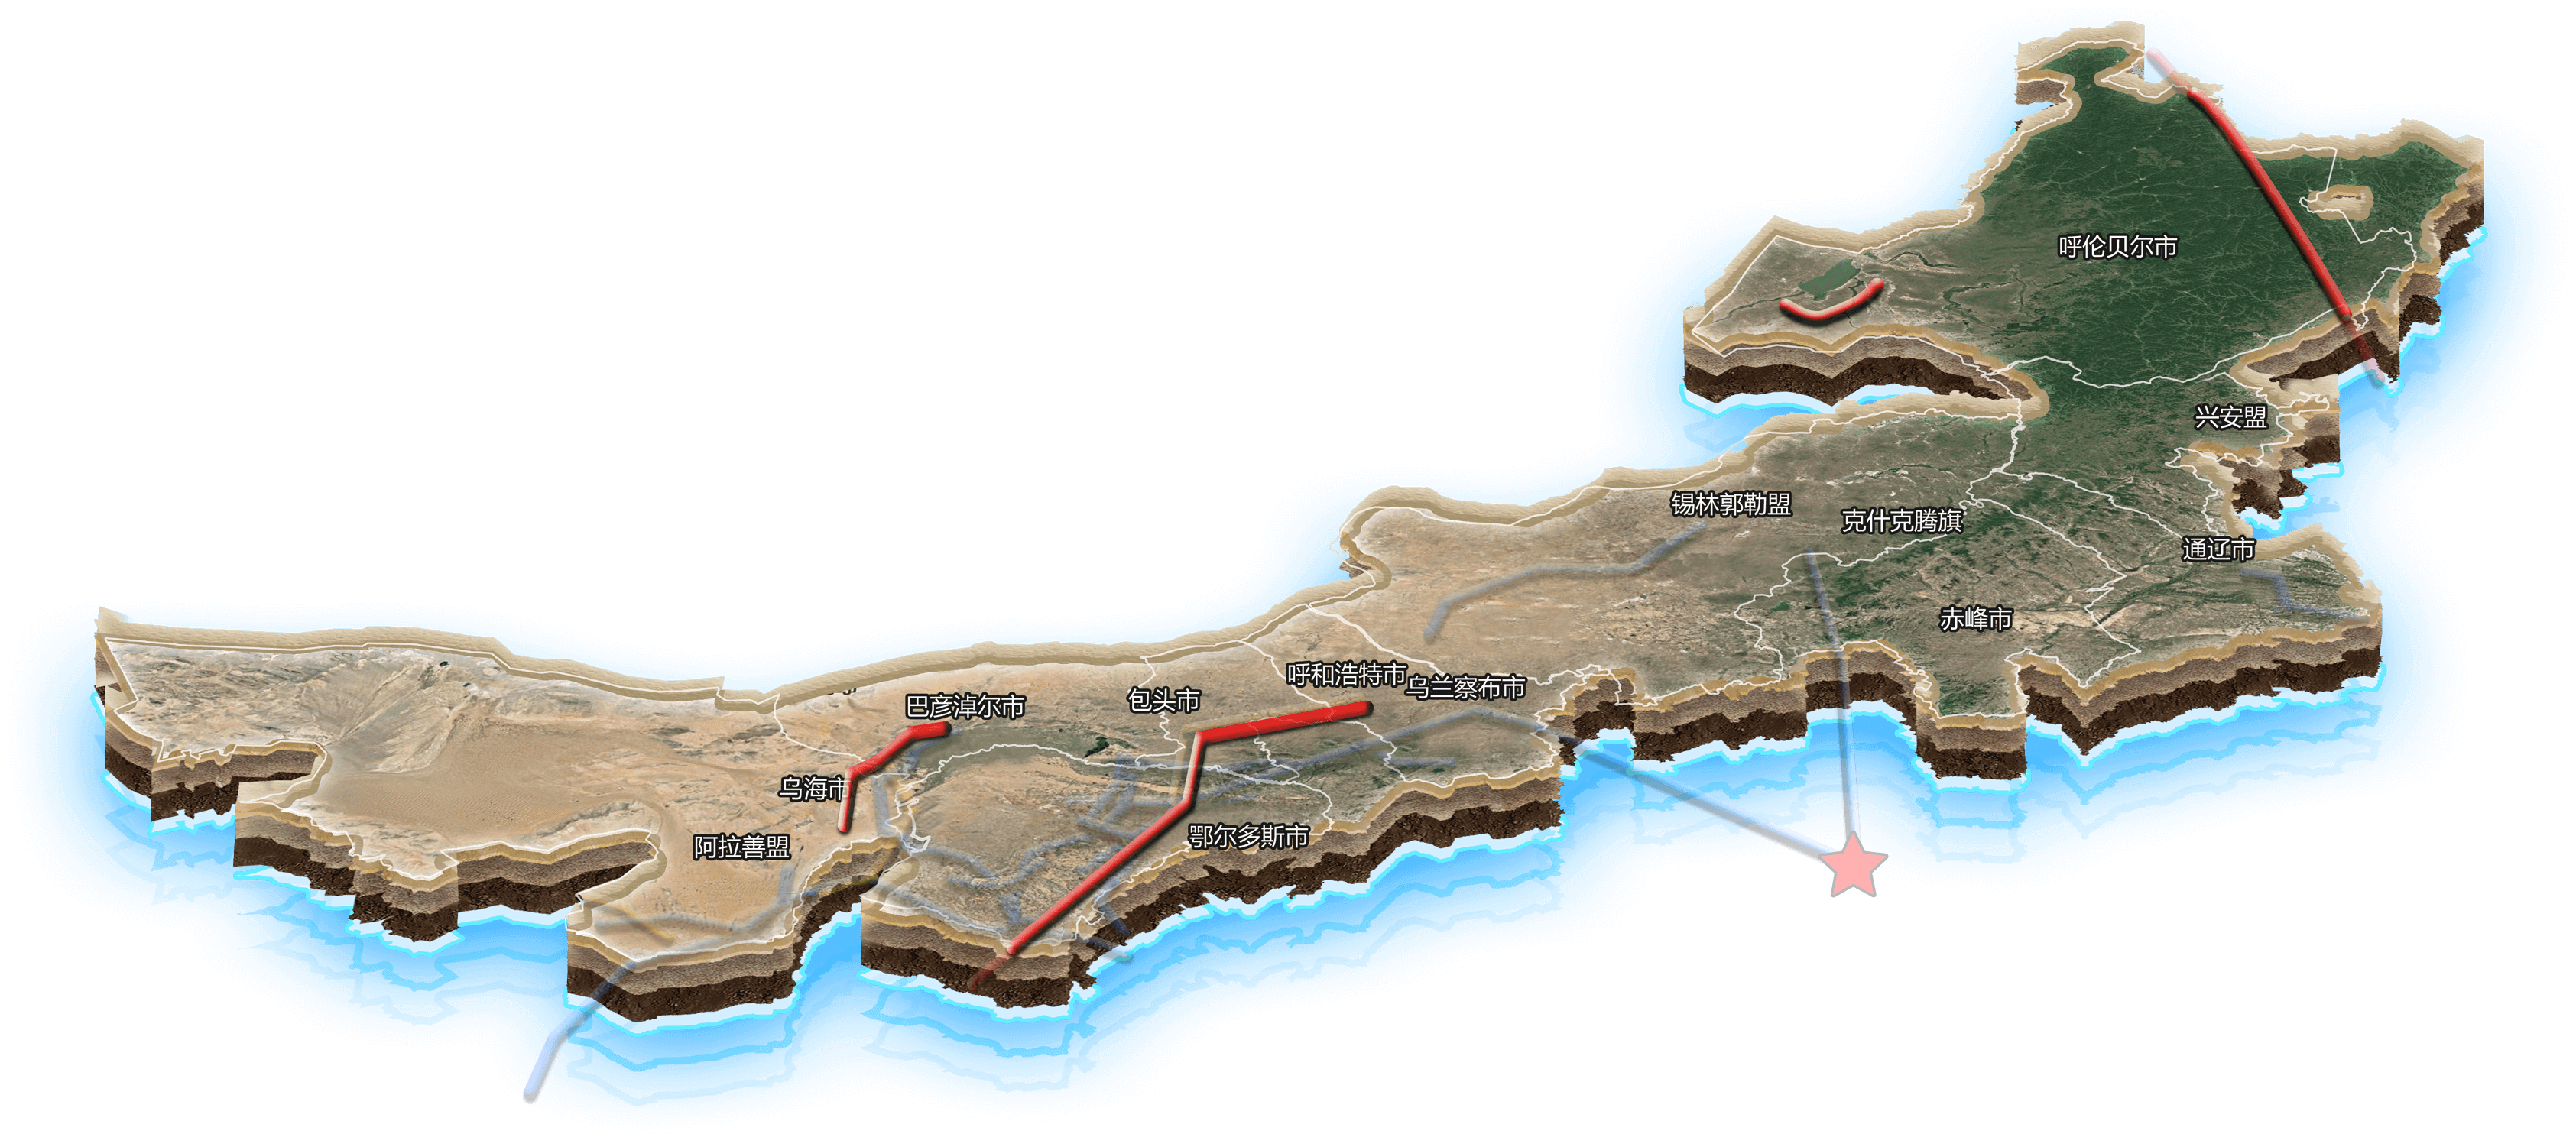 呼伦贝尔市
兴安盟
锡林郭勒盟
克什克腾旗
通辽市
赤峰市
呼和浩特市
乌兰察布市
包头市
巴彦淖尔市
乌海市
鄂尔多斯市
阿拉善盟